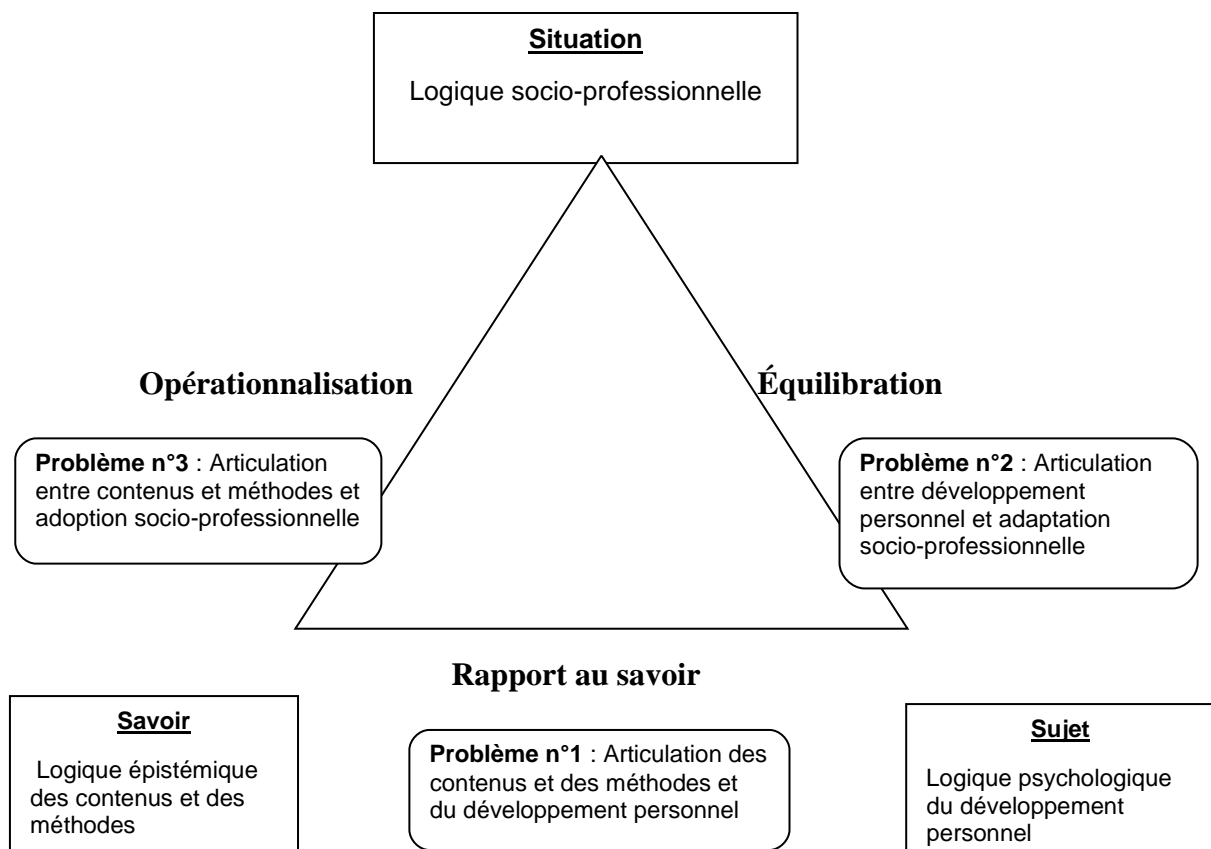 Situation
Logique socio-professionnelle
Opérationnalisation
Équilibration
Problème n°3 : Articulation
entre contenus et méthodes et
adoption socio-professionnelle
Problème n°2 : Articulation
entre développement
personnel et adaptation
socio-professionnelle
Rapport au savoir
Savoir
Logique épistémique
des contenus et des
méthodes
Problème n°1 : Articulation des
contenus et des méthodes et
du développement personnel
Sujet
Logique psychologique
du développement
personnel